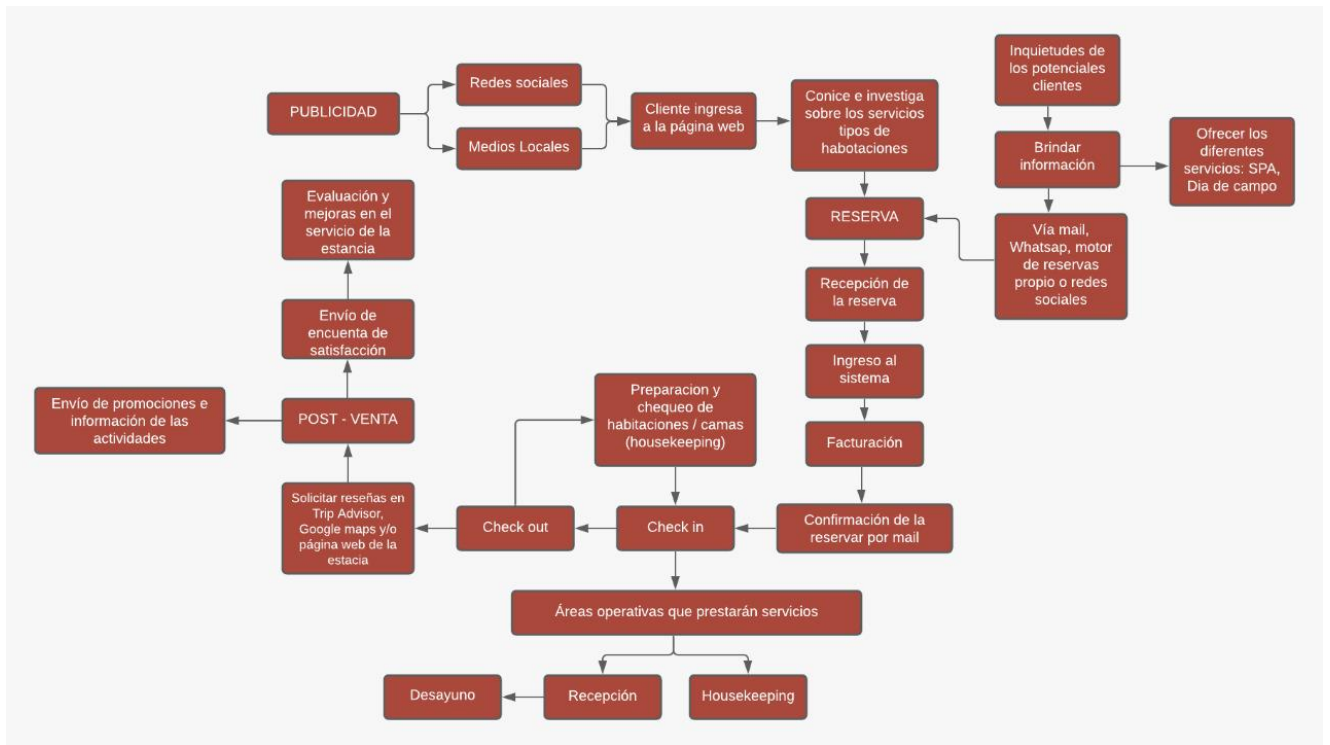 PUBLICIDAD
Redes sociales
Medios Locales
Cliente ingresa
a la página web
Conice e investiga
sobre los servicios
tipos de
habotaciones
Inquietudes de
los potenciales
clientes
Brindar
información
Ofrecer los
diferentes
servicios: SPA,
Dia de campo
Vía mail,
Whatsap, motor
de reservas
propio o redes
sociales
RESERVA
Recepción de
la reserva
Ingreso al
sistema
Facturación
Confirmación de la
reservar por mail
Preparacion y
chequeo de
habitaciones / camas
(housekeeping)
Check in
Check out
Solicitar reseñas en
Trip Advisor,
Google maps y/o
página web de la
estacia
POST - VENTA
Envío de promociones e
información de las
actividades
Envío de
encuenta de
satisfacción
Evaluación y
mejoras en el
servicio de la
estancia
Áreas operativas que prestarán servicios
Desayuno
Recepción
Housekeeping